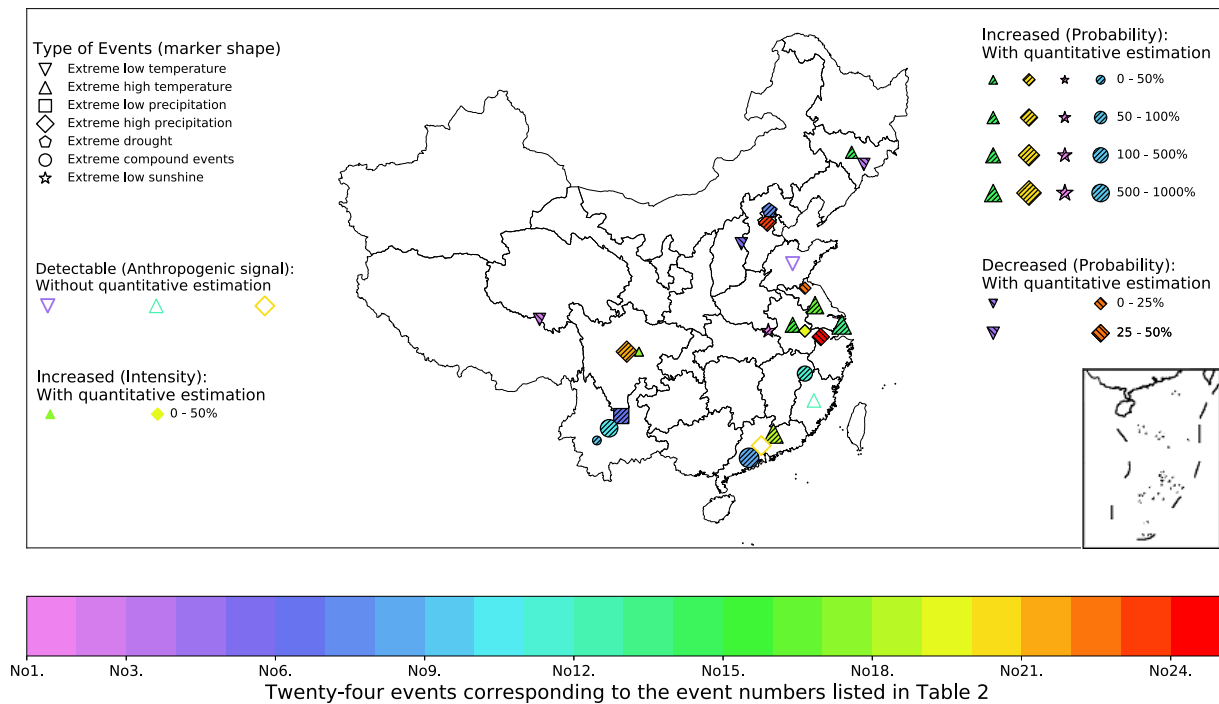 Type of Events (marker shape)
Extreme low temperature
Extreme high temperature
Extreme low precipitation
Extreme high precipitation
Extreme drought
Extreme compound events
Extreme low sunshine
Detectable (Anthropogenic signal):
Without quantitative estimation
Increased (Intensity):
With quantitative estimation
0 - 50%
Increased (Probability):
With quantitative estimation
0 - 50%
50 - 100%
100 - 500%
500 - 1000%
Decreased (Probability):
With quantitative estimation
0 - 25%
25 - 50%
No1. No3. No6. No9. No12. No15. No18. No21. No24.
Twenty-four events corresponding to the event numbers listed in Table 2